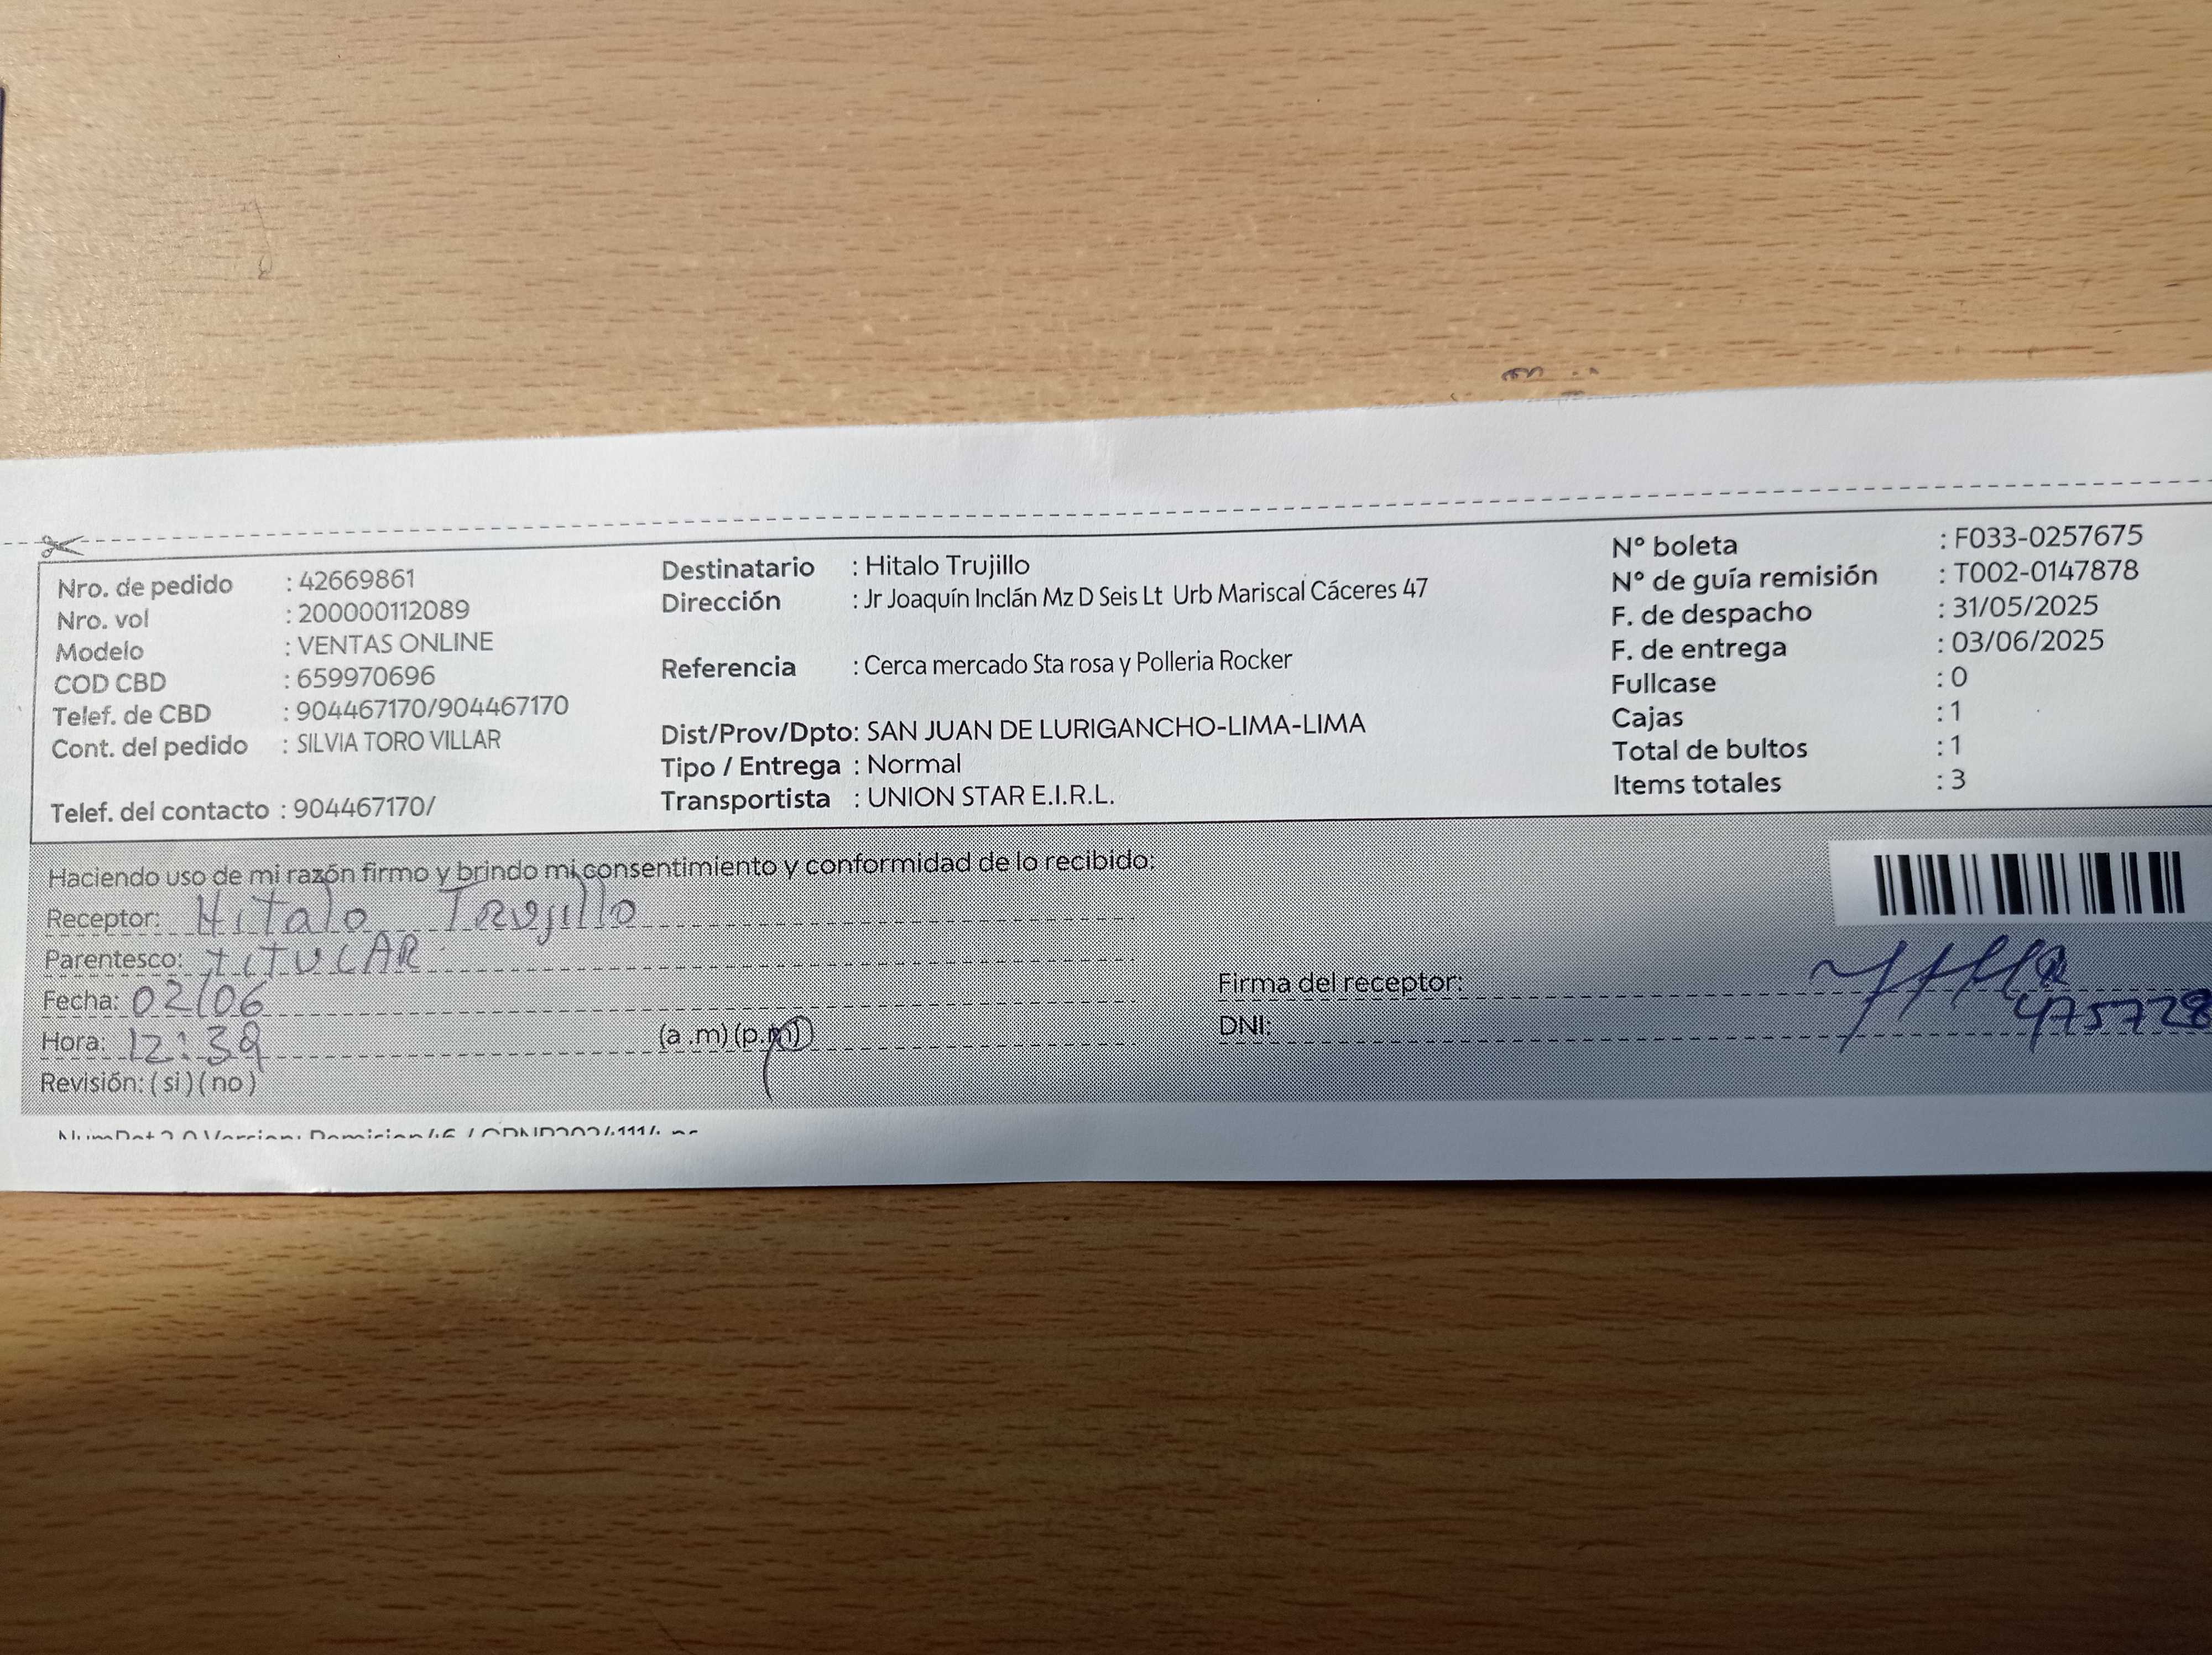 Nro. de pedido : 42669861
Nro. vol : 200000112089
Modelo : VENTAS ONLINE
COD CBD : 659970696
Telef. de CBD : 904467170/904467170
Cont. del pedido : SILVIA TORO VILLAR
Telef. del contacto : 904467170/
Destinatario : Hitalo Trujillo
Dirección : Jr Joaquín Inclán Mz D Seis Lt Urb Mariscal Cáceres 47
Referencia : Cerca mercado Sta rosa y Polleria Rocker
Dist/Prov/Dpto: SAN JUAN DE LURIGANCHO-LIMA-LIMA
Tipo / Entrega : Normal
Transportista : UNION STAR E.I.R.L.
N° boleta : F033-0257675
N° de guía remisión : T002-0147878
F. de despacho : 31/05/2025
F. de entrega : 03/06/2025
Fullcase : 0
Cajas : 1
Total de bultos : 1
Items totales : 3
Haciendo uso de mi razón firmo y brindo mi consentimiento y conformidad de lo recibido:
Receptor: Hitalo Trujillo
Parentesco: TITULAR
Fecha: 02/06
Hora: 12:39 (a .m) (p.m)
Revisión: (si) (no)
Firma del receptor:
DNI: 475728